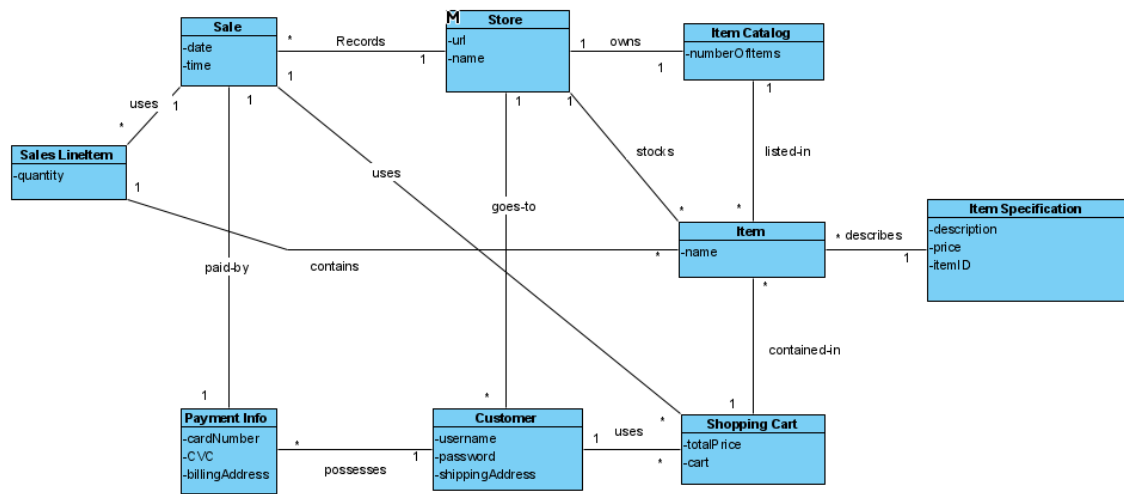 M
Sale
-date
-time
Store
-url
-name
Item Catalog
-numberOfItems
* Records 1
1 owns 1
uses
1
*
1
1
1
1
1
Sales LineItem
-quantity
1
stocks
*
listed-in
*
uses
goes-to
Item
-name
* describes 1
Item Specification
-description
-price
-itemID
contains
*
paid-by
*
contained-in
1
1
*
*
Payment Info
-cardNumber
-CVC
-billingAddress
* possesses 1
Customer
-username
-password
-shippingAddress
1 uses *
Shopping Cart
-totalPrice
-cart